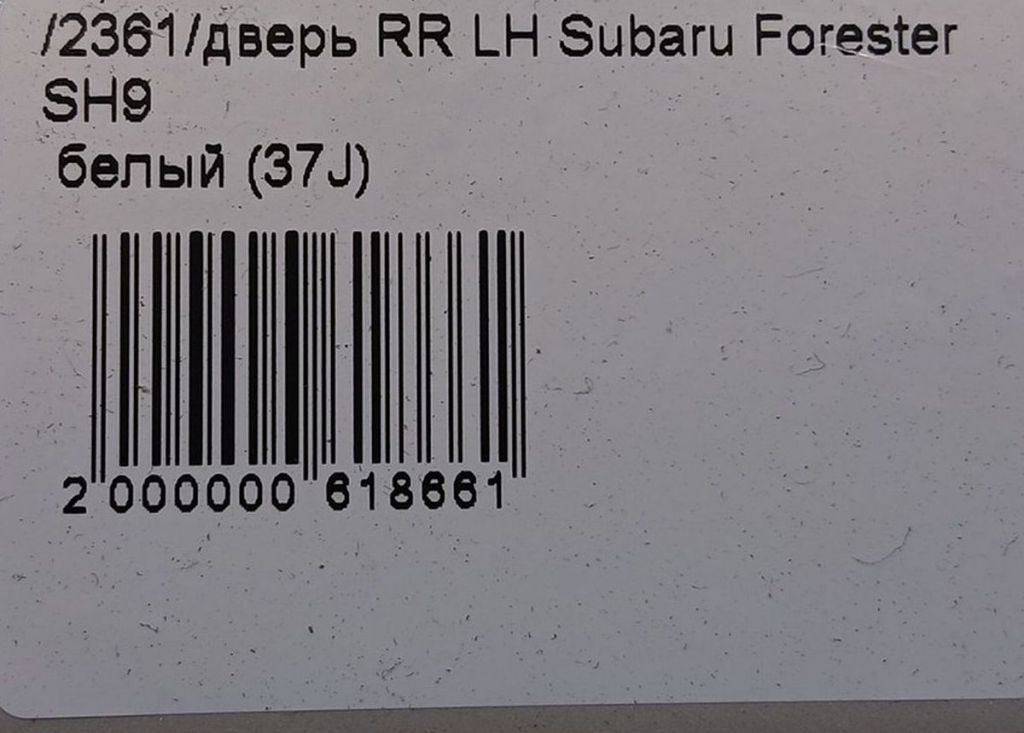 /2361/дверь RR LH Subaru Forester
SH9
белый (37J)
2 000000 618661